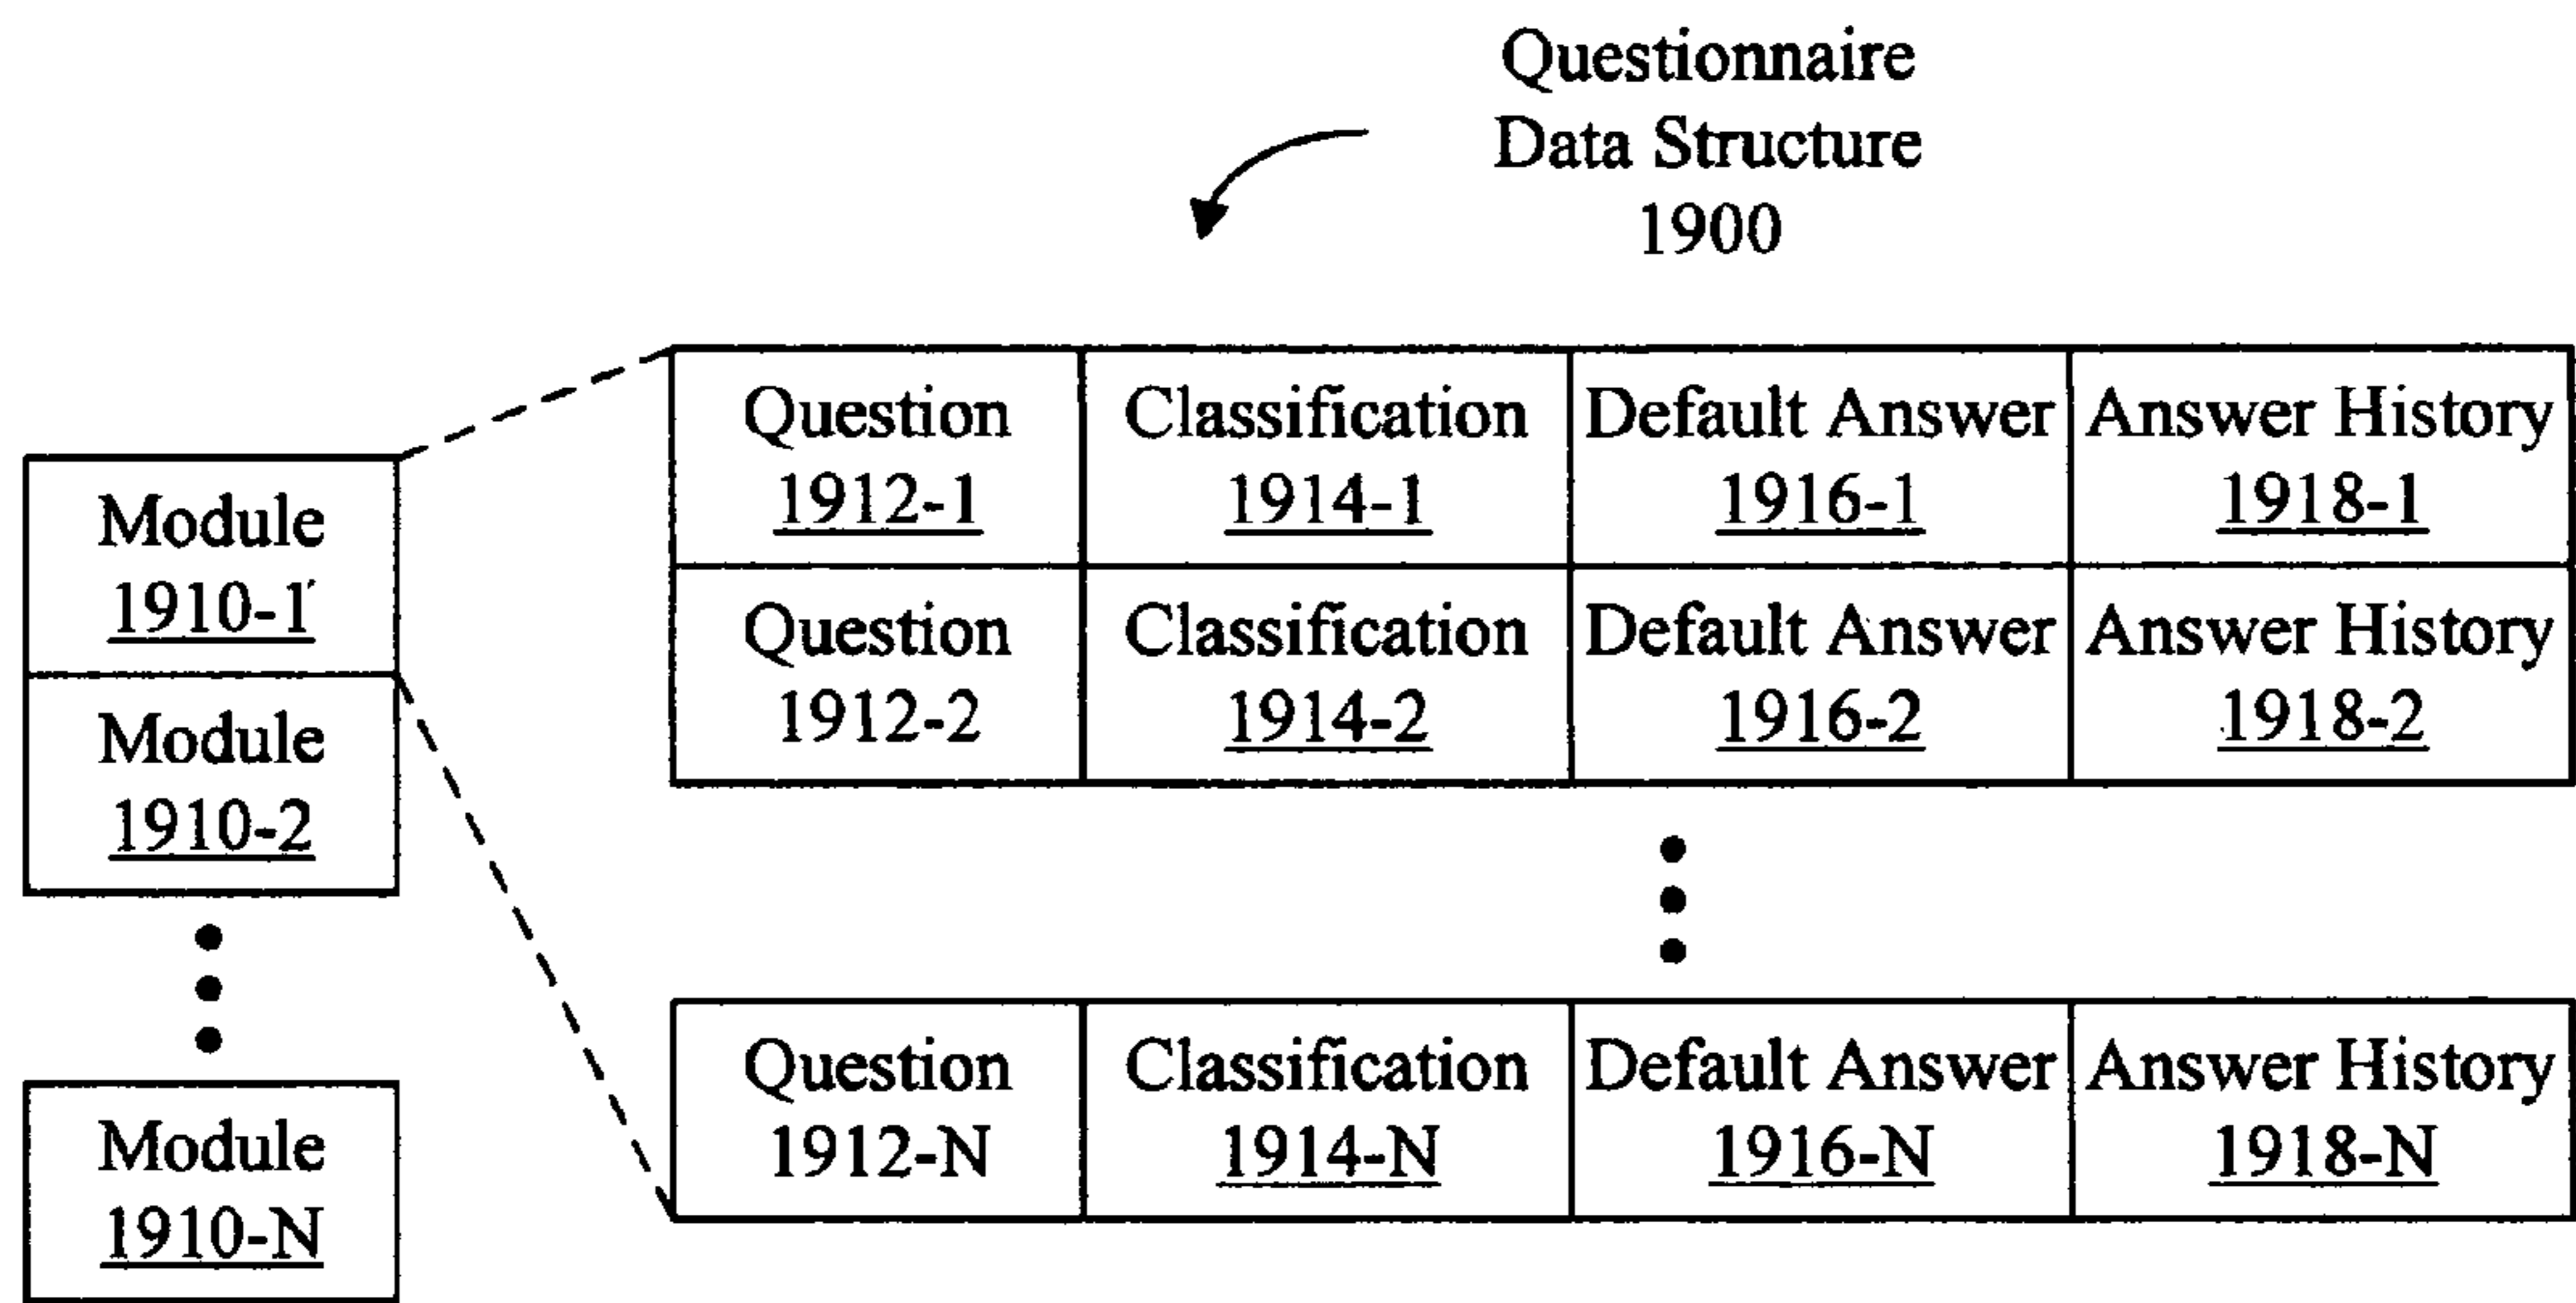 Questionnaire
Data Structure
1900
Question
1912-1
Classification
1914-1
Default Answer
1916-1
Answer History
1918-1
Question
1912-2
Classification
1914-2
Default Answer
1916-2
Answer History
1918-2
Question
1912-N
Classification
1914-N
Default Answer
1916-N
Answer History
1918-N
Module
1910-1
Module
1910-2
Module
1910-N